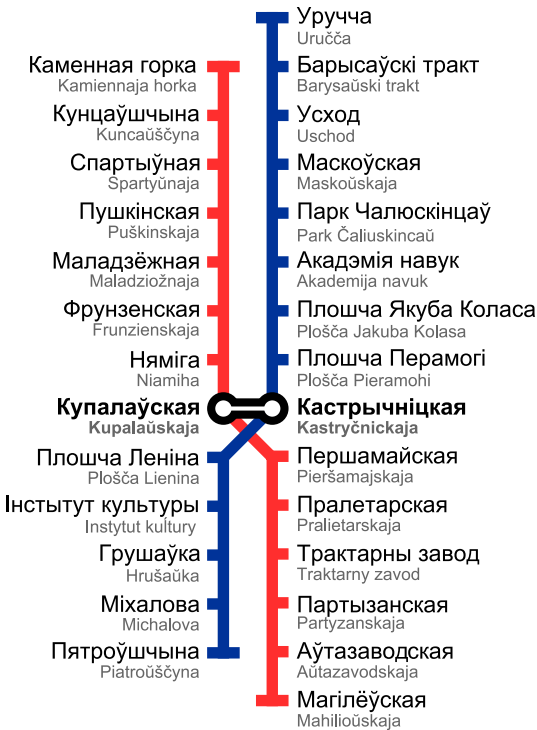 Уручча
Uručča
Каменная горка
Kamiennaja horka
Барысаўскі тракт
Barysaŭski trakt
Кунцаўшчына
Kuncaŭščyna
Усход
Uschod
Спартыўная
Spartyŭnaja
Маскоўская
Maskoŭskaja
Пушкінская
Puškinskaja
Парк Чалюскінцаў
Park Čaliuskincaŭ
Маладзёжная
Maladziožnaja
Акадэмія навук
Akademija navuk
Фрунзенская
Frunzienskaja
Плошча Якуба Коласа
Plošča Jakuba Kolasa
Няміга
Niamiha
Плошча Перамогі
Plošča Pieramohi
Купалаўская
Kupalaŭskaja
Кастрычніцкая
Kastryčnickaja
Плошча Леніна
Plošča Lienina
Першамайская
Pieršamajskaja
Інстытут культуры
Instytut kuĺtury
Пралетарская
Pralietarskaja
Грушаўка
Hrušaŭka
Трактарны завод
Traktarny zavod
Міхалова
Michalova
Партызанская
Partyzanskaja
Пятроўшчына
Piatroŭščyna
Аўтазаводская
Aŭtazavodskaja
Магілёўская
Mahilioŭskaja